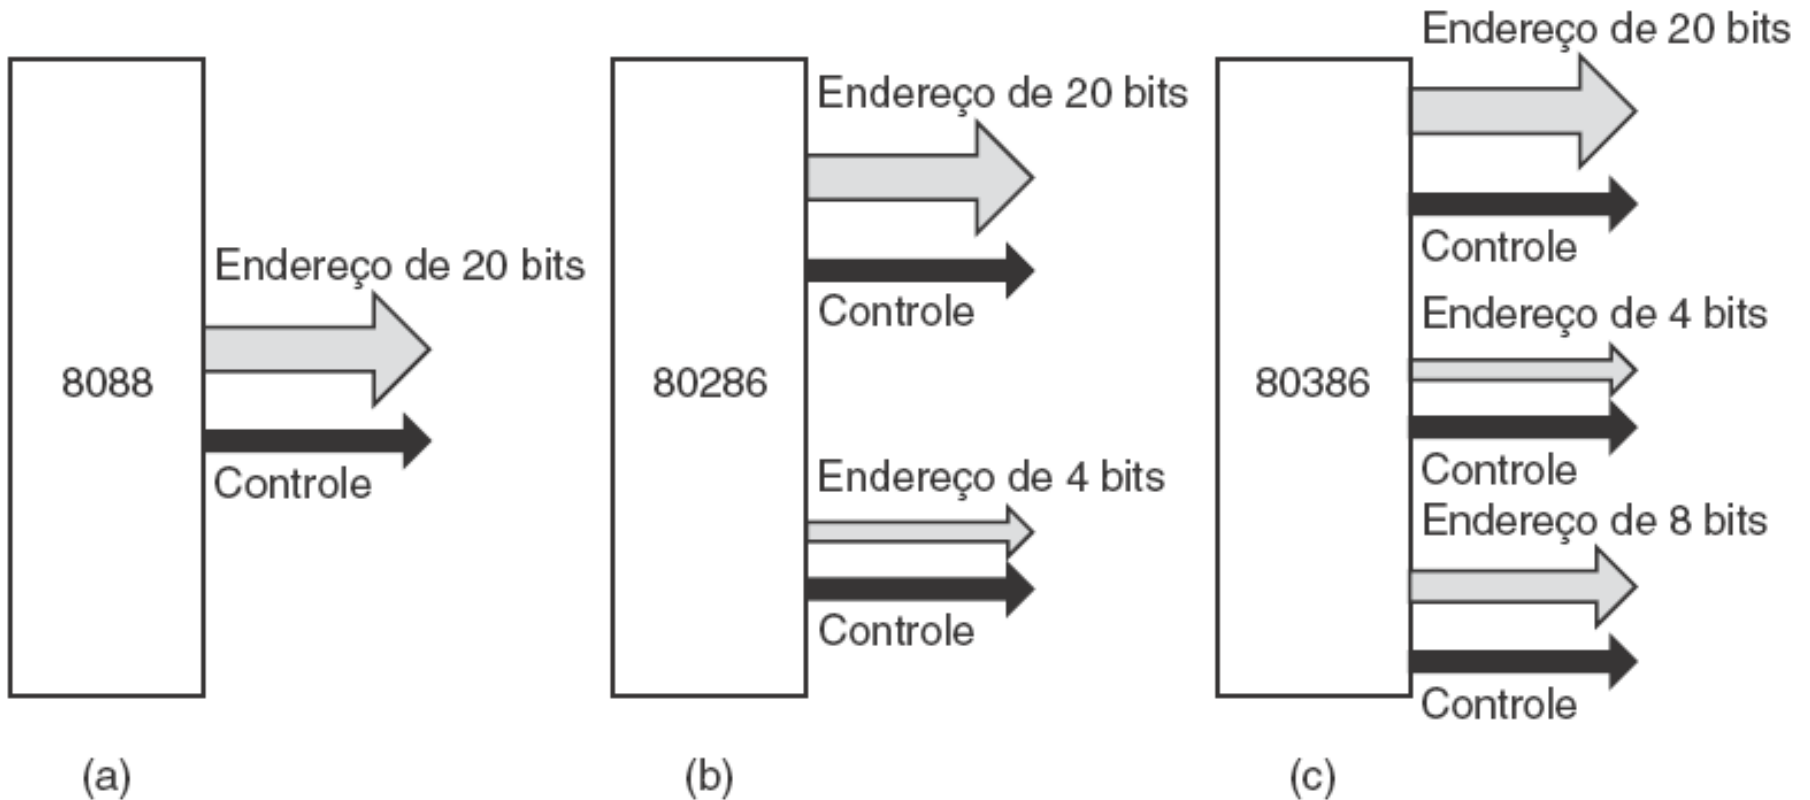 8088
Endereço de 20 bits
Controle
(a)
80286
Endereço de 20 bits
Controle
Endereço de 4 bits
Controle
(b)
80386
Endereço de 20 bits
Controle
Endereço de 4 bits
Controle
Endereço de 8 bits
Controle
(c)